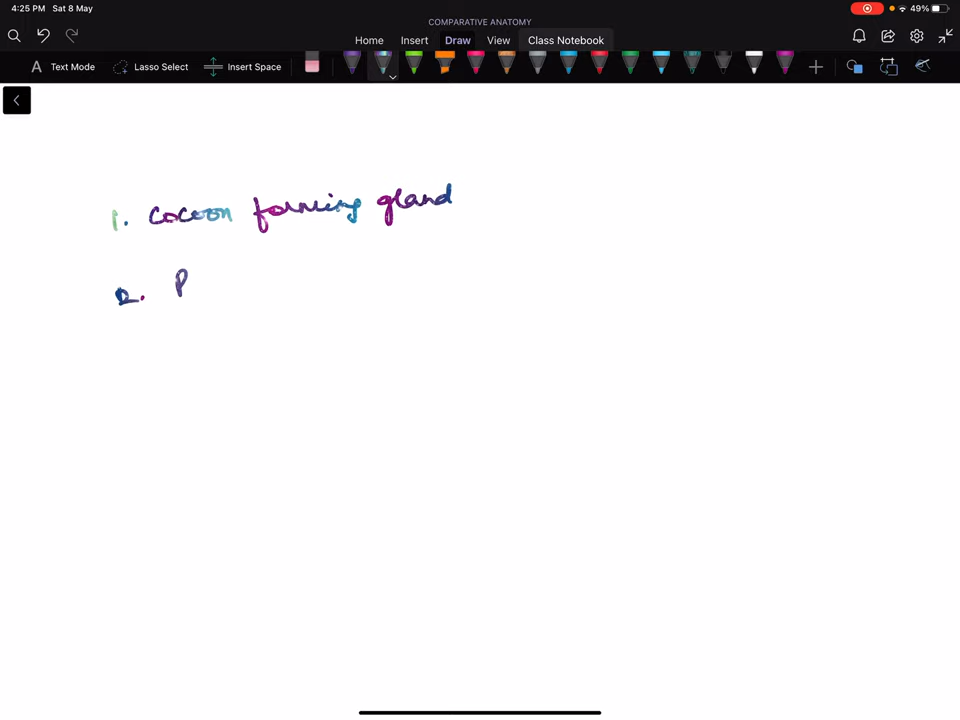 4:25 PM Sat 8 May 49%
COMPARATIVE ANATOMY
Home Insert Draw View Class Notebook
A Text Mode Lasso Select Insert Space
1. cocoon forming gland
2. P